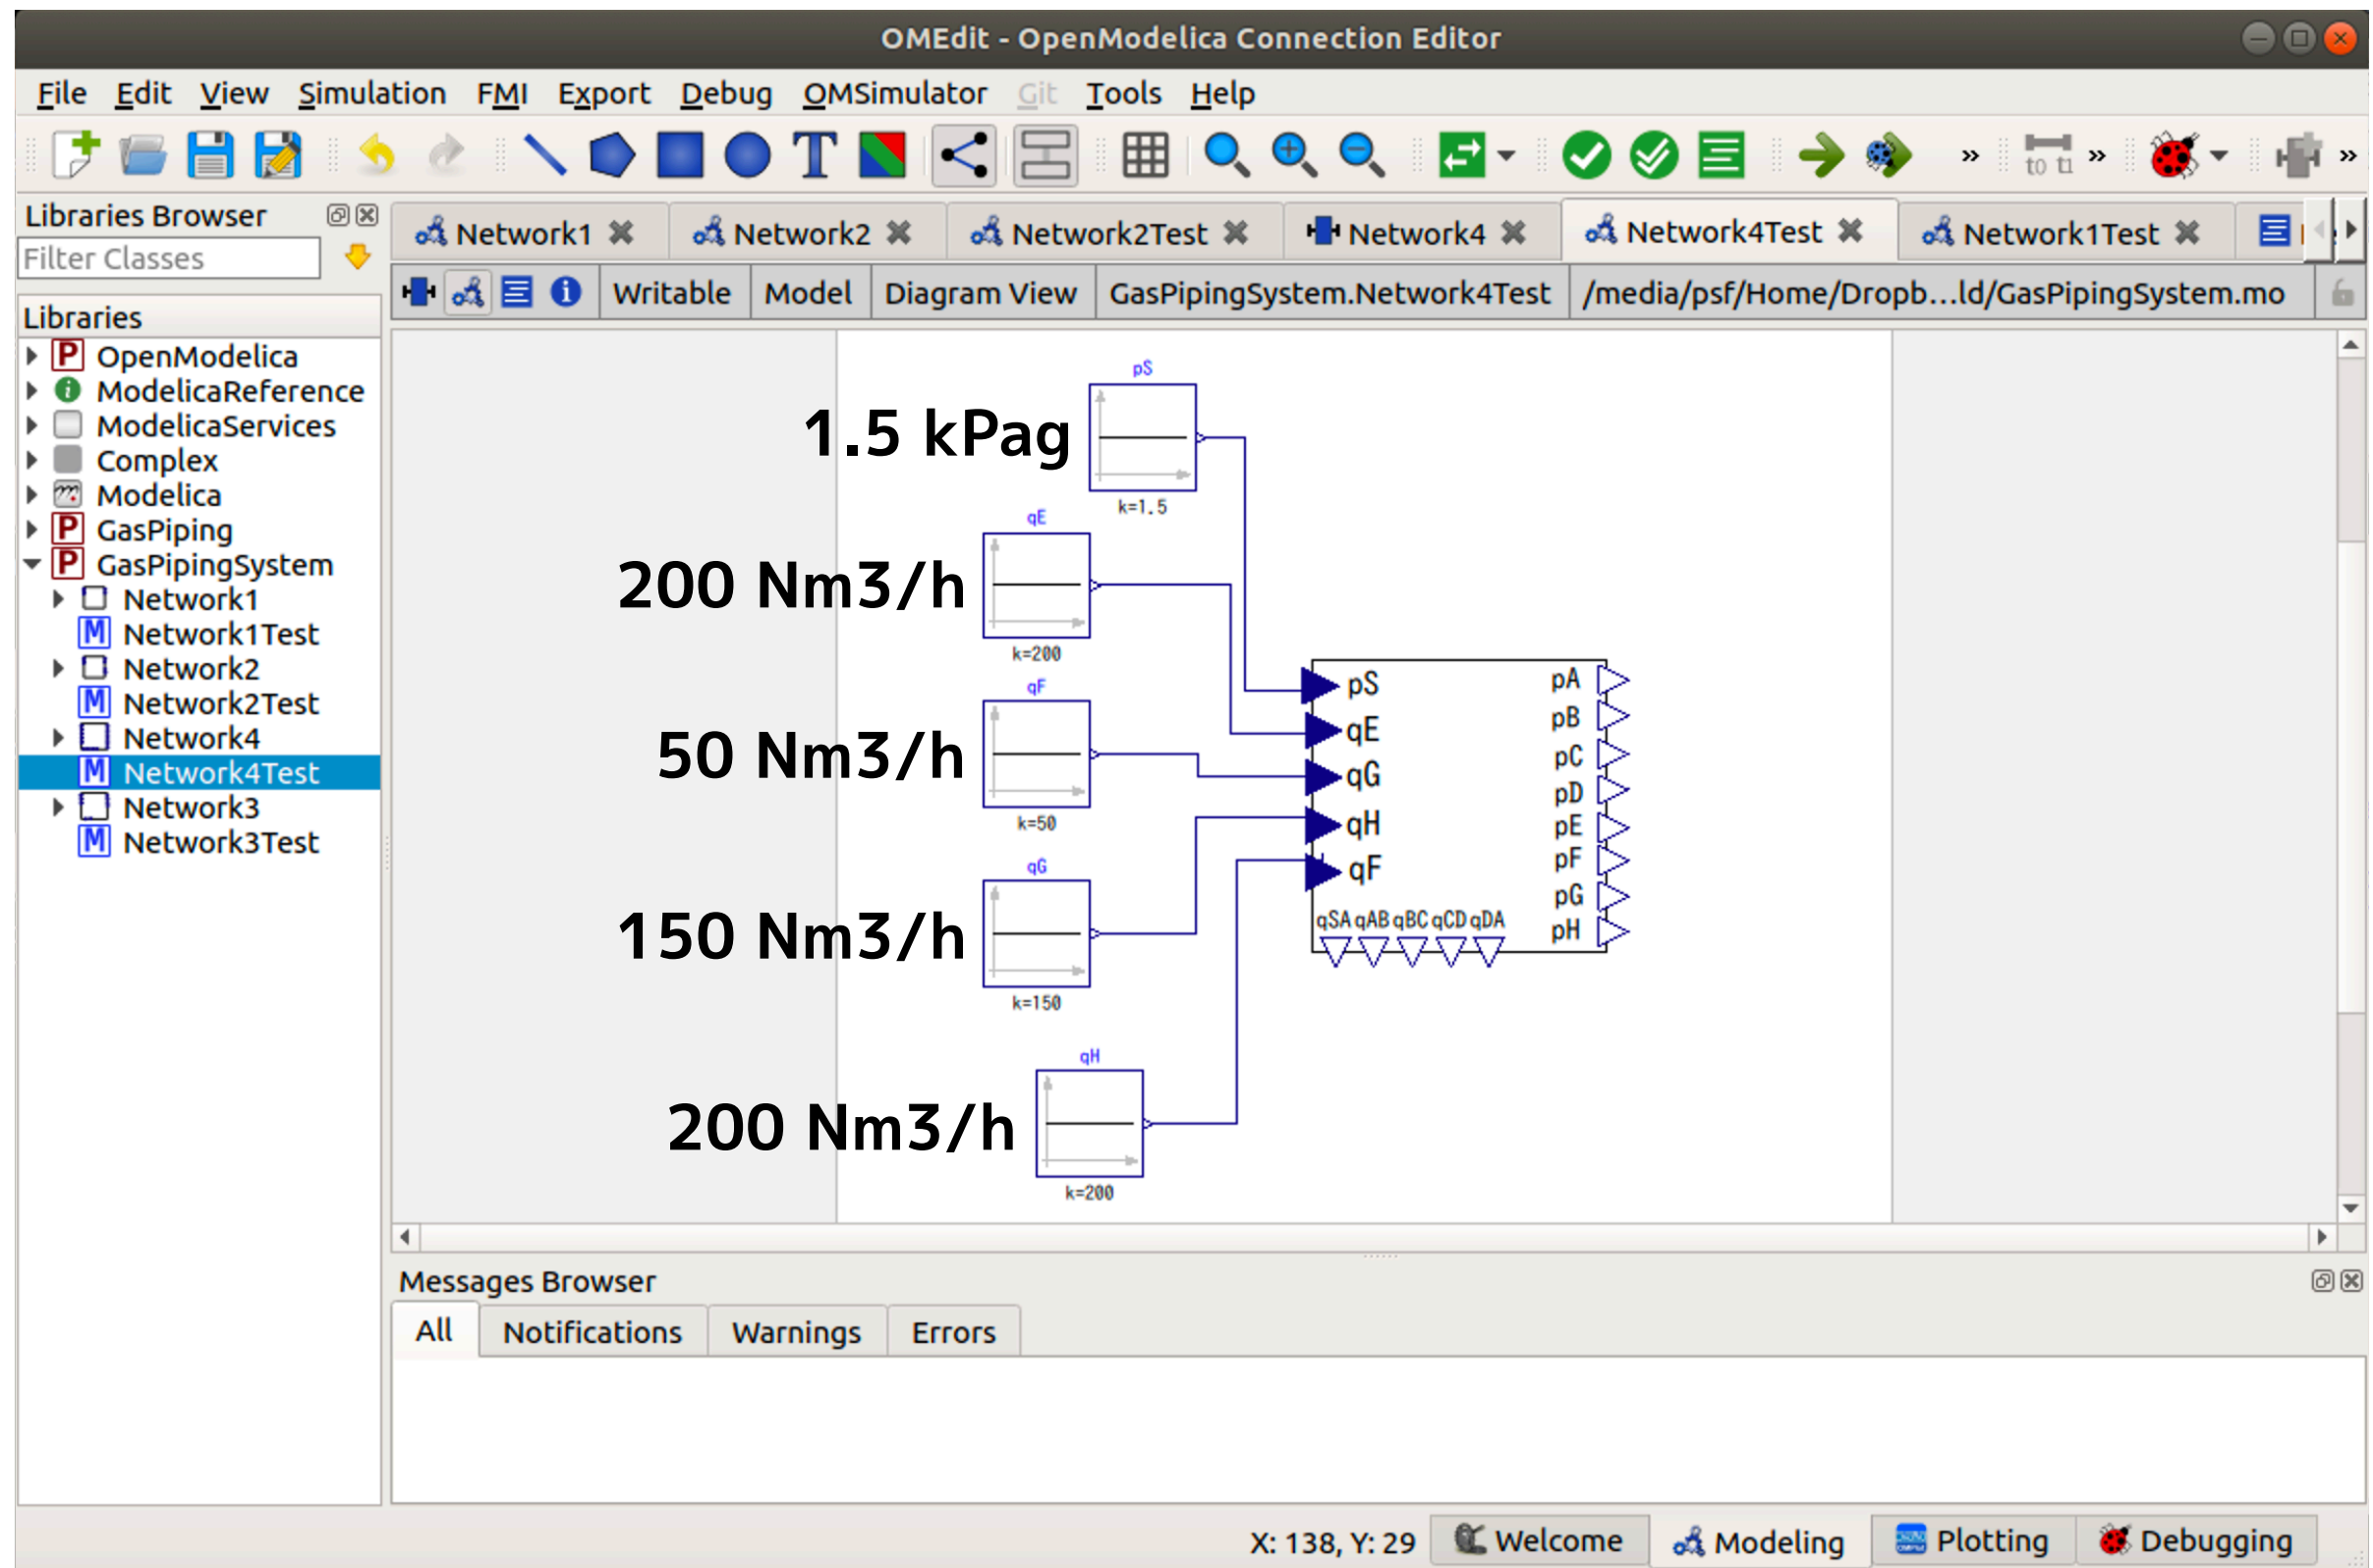 OMEdit - OpenModelica Connection Editor
File Edit View Simulation FMI Export Debug OMSimulator Git Tools Help
T » t0 t1 » »
Libraries Browser
Filter Classes
Libraries
OpenModelica
ModelicaReference
ModelicaServices
Complex
Modelica
P GasPiping
P GasPipingSystem
Network1
M Network1Test
Network2
M Network2Test
Network4
M Network4Test
Network3
M Network3Test
Network1 Network2 Network2Test Network4 Network4Test Network1Test
Writable Model Diagram View GasPipingSystem.Network4Test /media/psf/Home/Dropb...ld/GasPipingSystem.mo
pS
1.5 kPag
k=1.5
qE
200 Nm3/h
k=200
qF
50 Nm3/h
k=50
qG
150 Nm3/h
k=150
qH
200 Nm3/h
k=200
pS pA
qE pB
qG pC
pD
qH pE
qF pF
pG
qSA qAB qBC qCD qDA pH
Messages Browser
All Notifications Warnings Errors
X: 138, Y: 29 Welcome Modeling Plotting Debugging